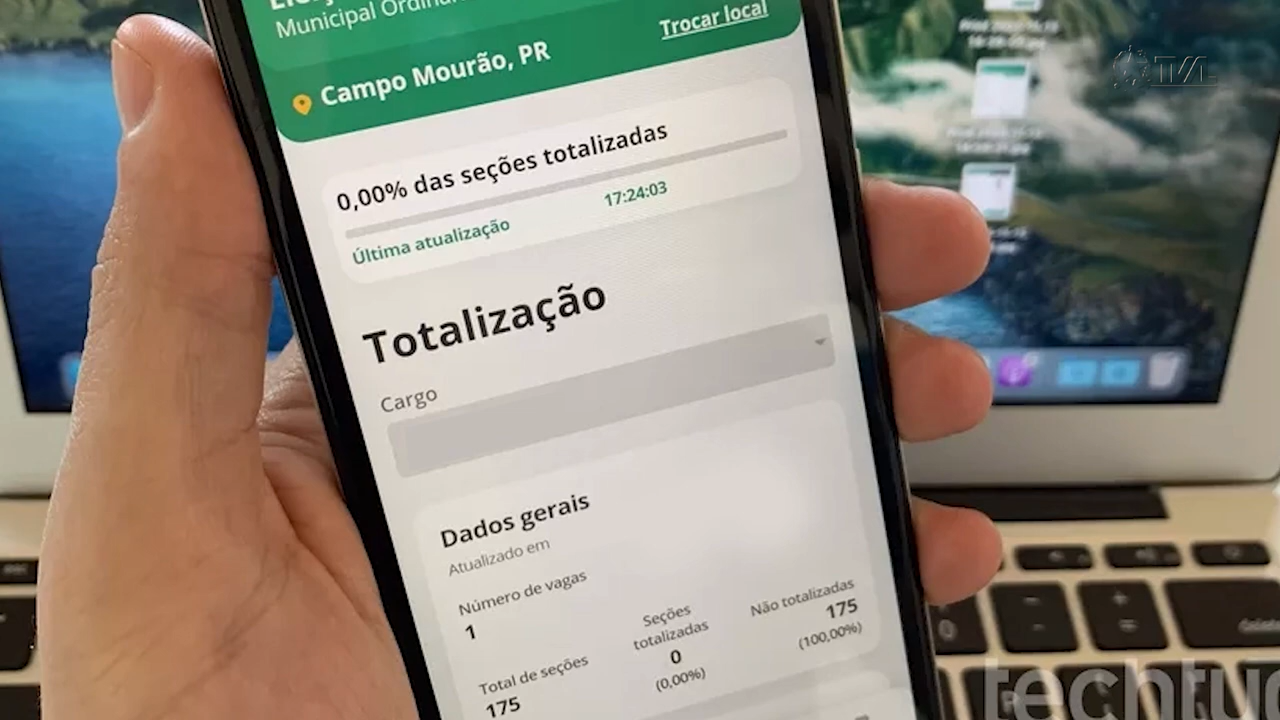 Municipal Ordiná
Trocar local
Campo Mourão, PR
0,00% das seções totalizadas
Última atualização 17:24:03
Totalização
Cargo
Dados gerais
Atualizado em
Número de vagas
1
Total de seções
175
Seções
totalizadas
0
(0,00%)
Não totalizadas
175
(100,00%)
techtud